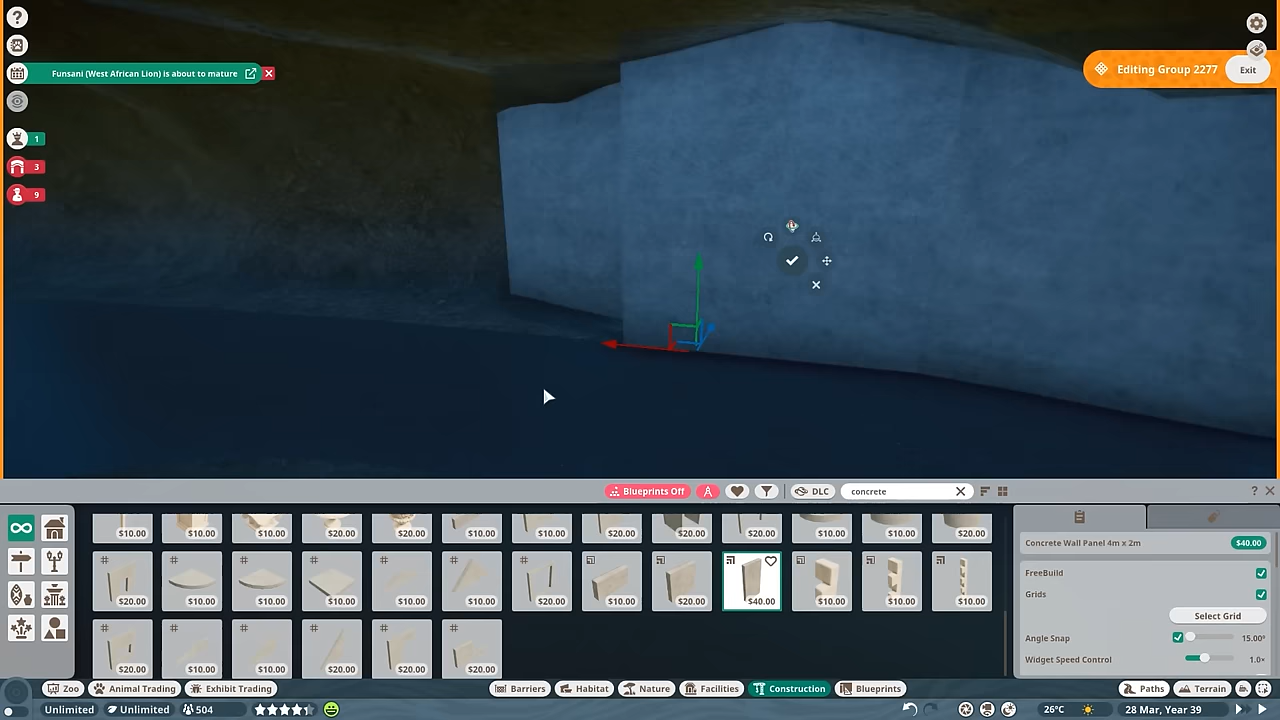 Funsani (West African Lion) is about to mature
Editing Group 2277
Exit
1
3
9
Blueprints Off
DLC
concrete
$10.00 $10.00 $10.00 $20.00 $10.00 $10.00 $10.00 $20.00 $20.00 $20.00 $10.00 $10.00 $20.00
$20.00 $10.00 $10.00 $10.00 $10.00 $10.00 $20.00 $10.00 $20.00 $40.00 $10.00 $10.00 $10.00
$20.00 $10.00 $10.00 $20.00 $20.00 $20.00
Concrete Wall Panel 4m x 2m $40.00
FreeBuild
Grids
Select Grid
Angle Snap 15.00°
Widget Speed Control 1.0×
Zoo Animal Trading Exhibit Trading Barriers Habitat Nature Facilities Construction Blueprints Paths Terrain
Unlimited Unlimited 504 26°C 28 Mar, Year 39